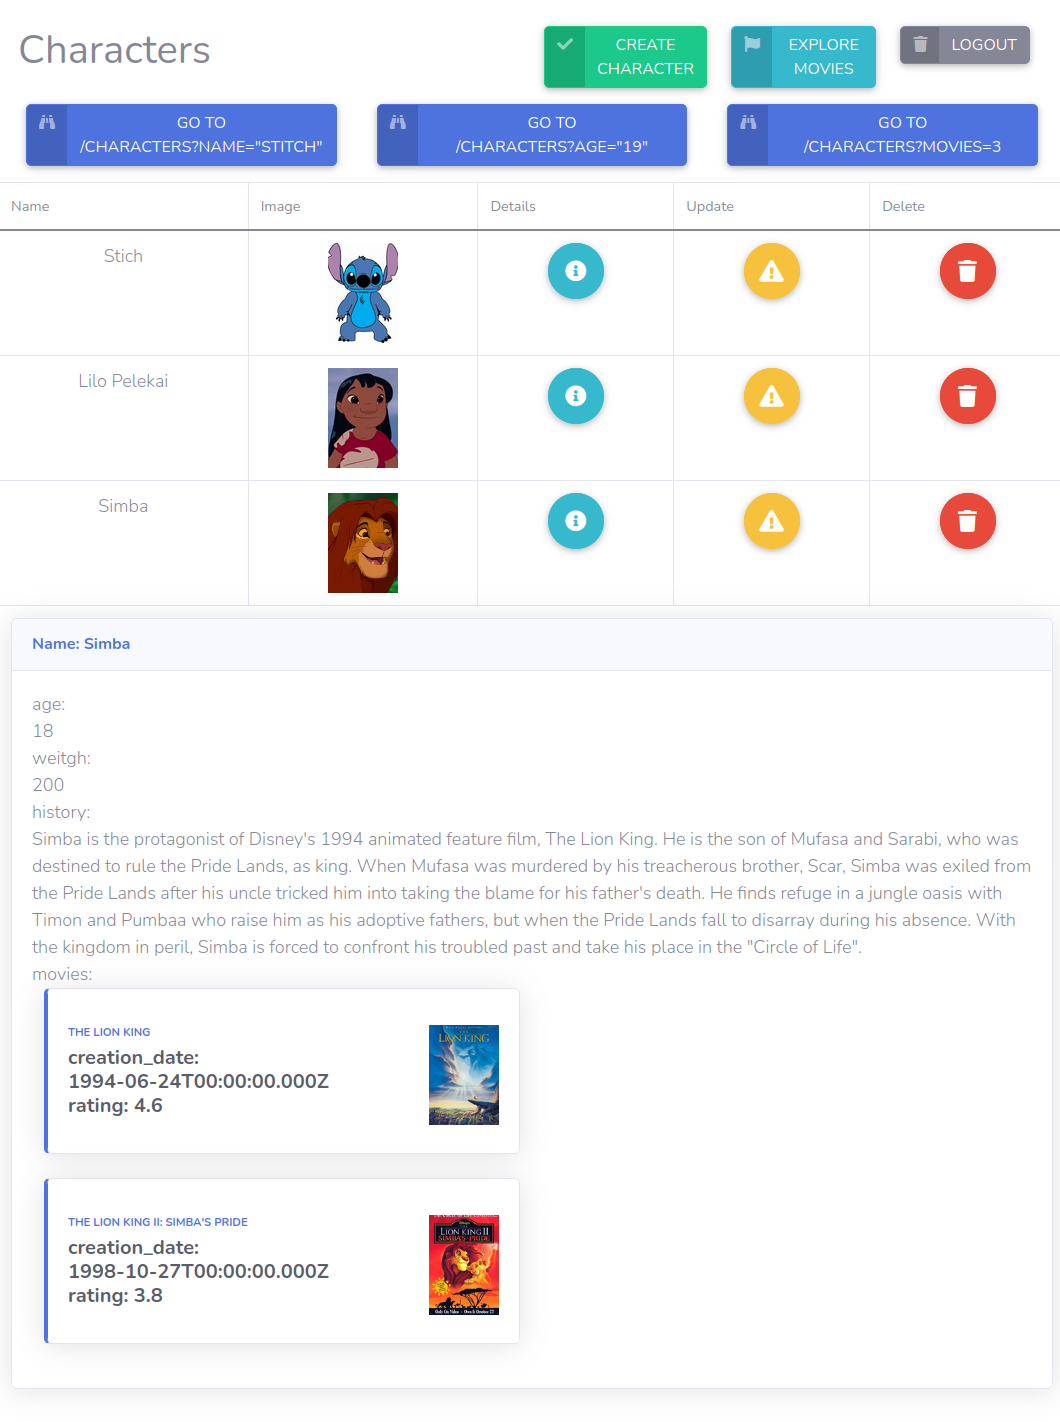 Characters
CREATE
CHARACTER
EXPLORE
MOVIES
LOGOUT
GO TO
/CHARACTERS?NAME="STITCH"
GO TO
/CHARACTERS?AGE="19"
GO TO
/CHARACTERS?MOVIES=3
Name Image Details Update Delete
Stich
Lilo Pelekai
Simba
Name: Simba
age:
18
weitgh:
200
history:
Simba is the protagonist of Disney's 1994 animated feature film, The Lion King. He is the son of Mufasa and Sarabi, who was
destined to rule the Pride Lands, as king. When Mufasa was murdered by his treacherous brother, Scar, Simba was exiled from
the Pride Lands after his uncle tricked him into taking the blame for his father's death. He finds refuge in a jungle oasis with
Timon and Pumbaa who raise him as his adoptive fathers, but when the Pride Lands fall to disarray during his absence. With
the kingdom in peril, Simba is forced to confront his troubled past and take his place in the "Circle of Life".
movies:
THE LION KING
creation_date:
1994-06-24T00:00:00.000Z
rating: 4.6
LION KING
THE LION KING II: SIMBA'S PRIDE
creation_date:
1998-10-27T00:00:00.000Z
rating: 3.8
LION KING II
SIMBA'S PRIDE